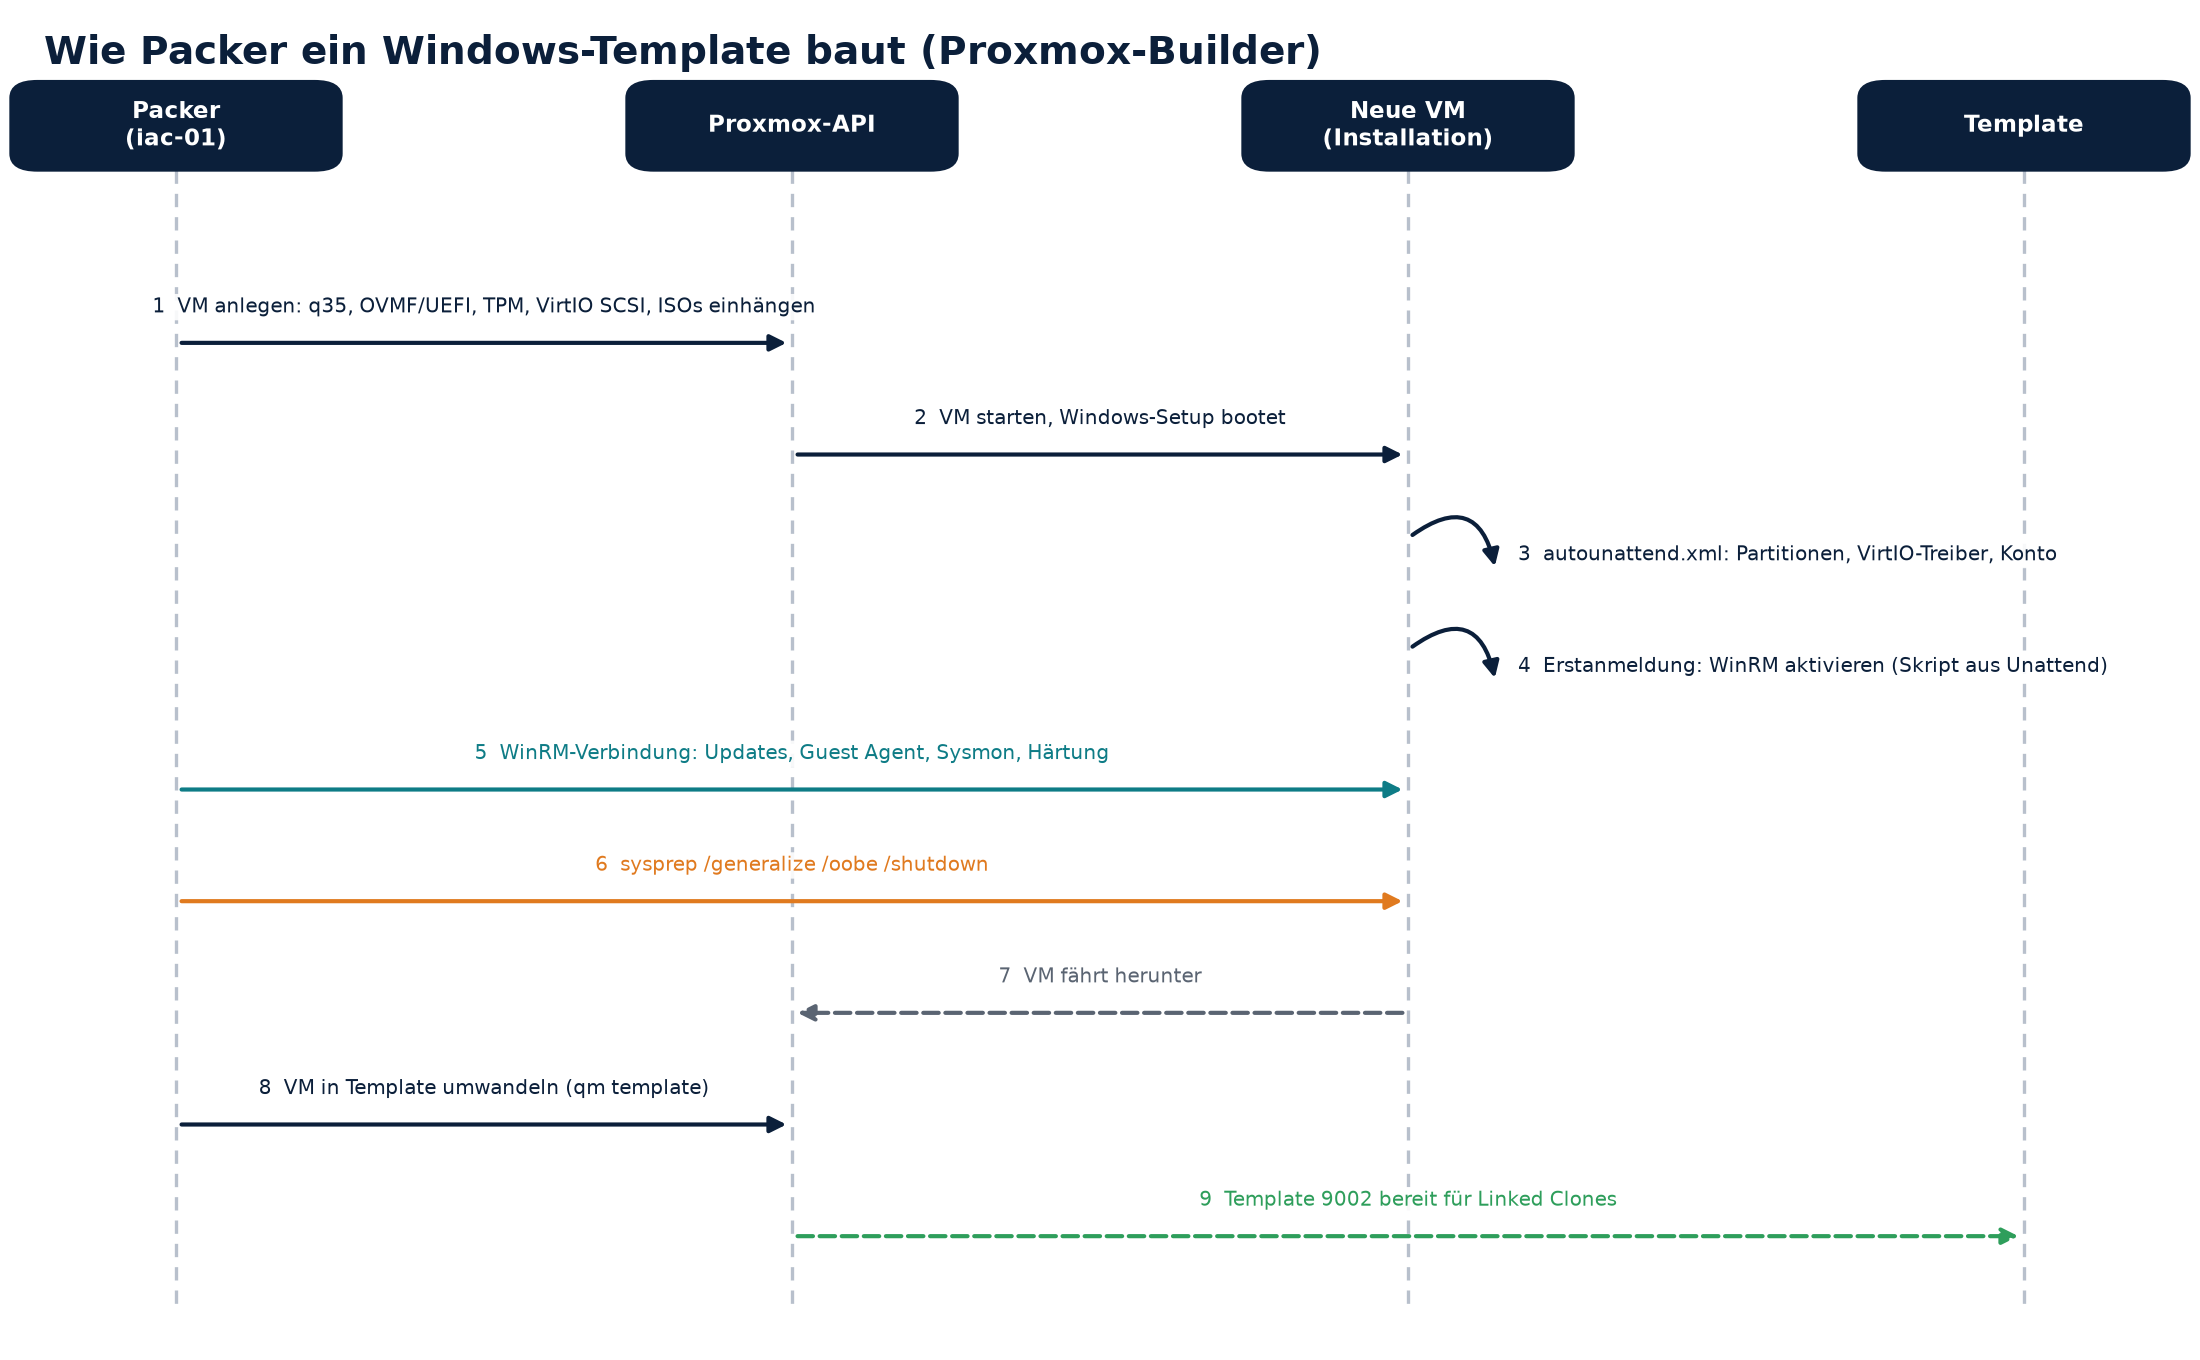 Wie Packer ein Windows-Template baut (Proxmox-Builder)
Packer
(iac-01)
Proxmox-API
Neue VM
(Installation)
Template
1  VM anlegen: q35, OVMF/UEFI, TPM, VirtIO SCSI, ISOs einhängen
2  VM starten, Windows-Setup bootet
3  autounattend.xml: Partitionen, VirtIO-Treiber, Konto
4  Erstanmeldung: WinRM aktivieren (Skript aus Unattend)
5  WinRM-Verbindung: Updates, Guest Agent, Sysmon, Härtung
6  sysprep /generalize /oobe /shutdown
7  VM fährt herunter
8  VM in Template umwandeln (qm template)
9  Template 9002 bereit für Linked Clones